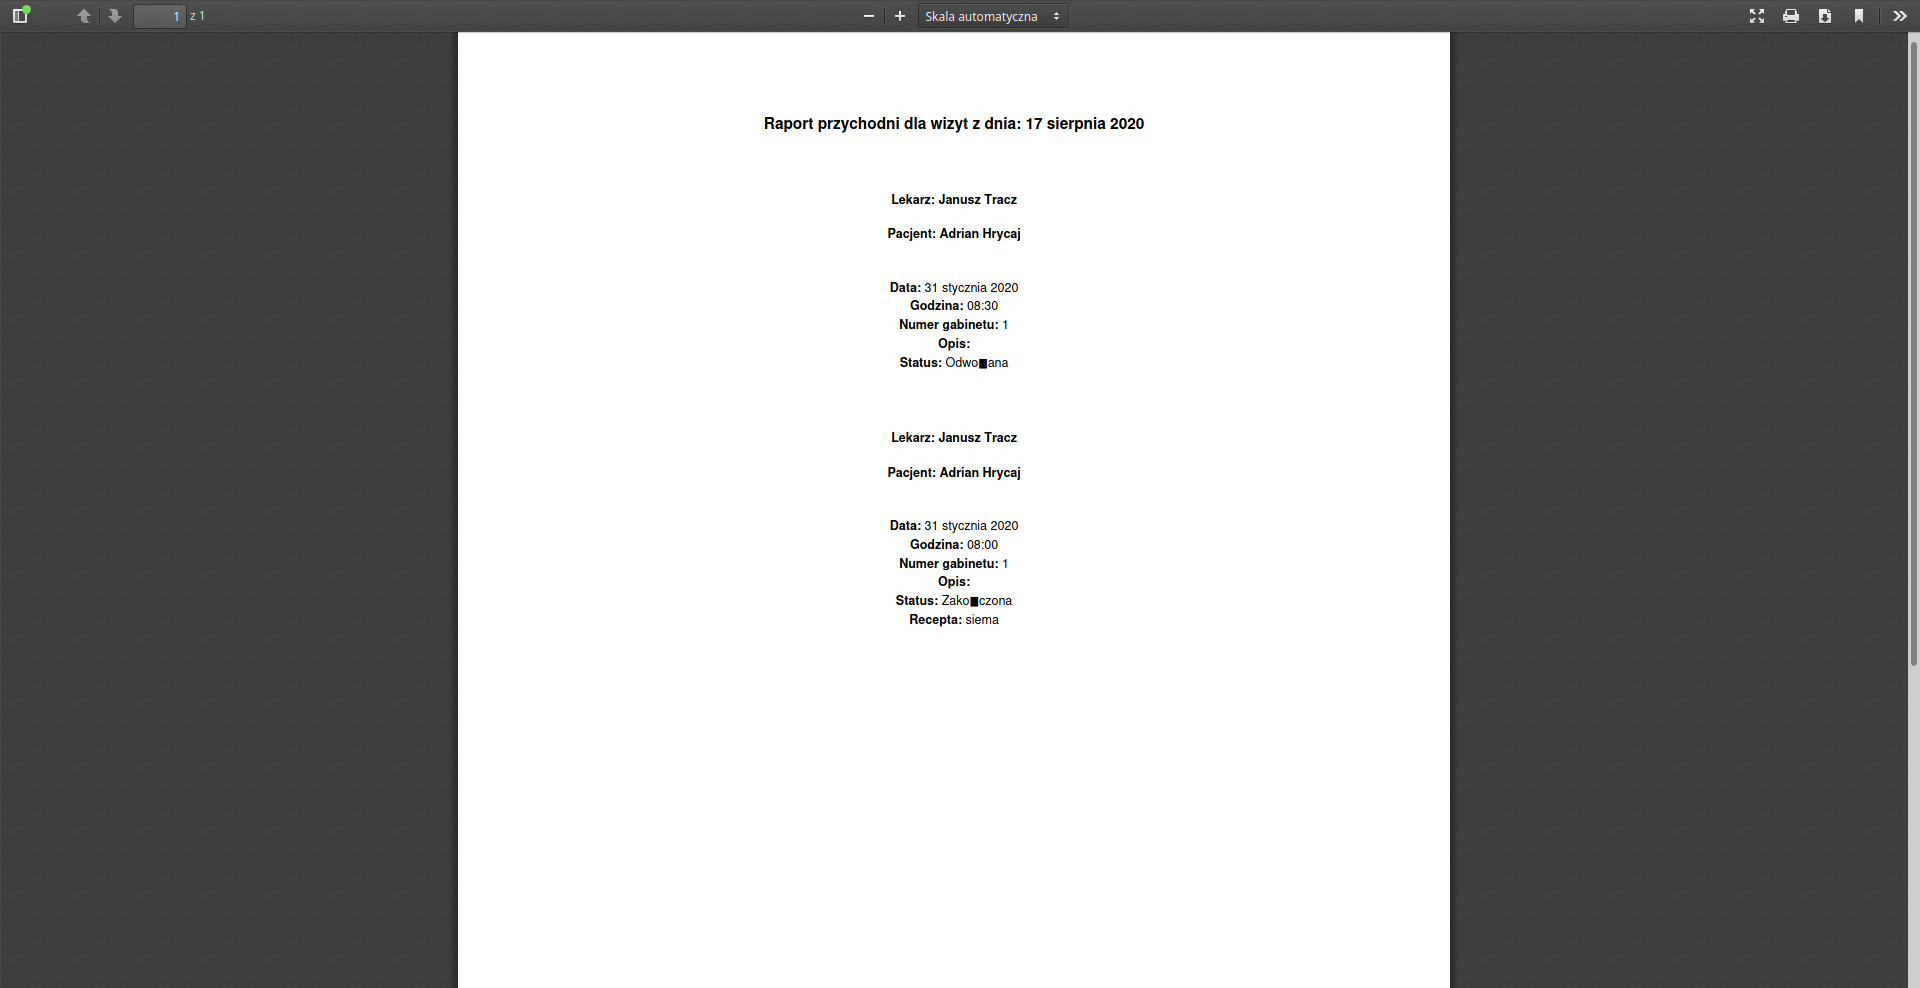 1 z 1
Skala automatyczna
Raport przychodni dla wizyt z dnia: 17 sierpnia 2020
Lekarz: Janusz Tracz
Pacjent: Adrian Hrycaj
Data: 31 stycznia 2020
Godzina: 08:30
Numer gabinetu: 1
Opis:
Status: Odwo■ana
Lekarz: Janusz Tracz
Pacjent: Adrian Hrycaj
Data: 31 stycznia 2020
Godzina: 08:00
Numer gabinetu: 1
Opis:
Status: Zako■czona
Recepta: siema